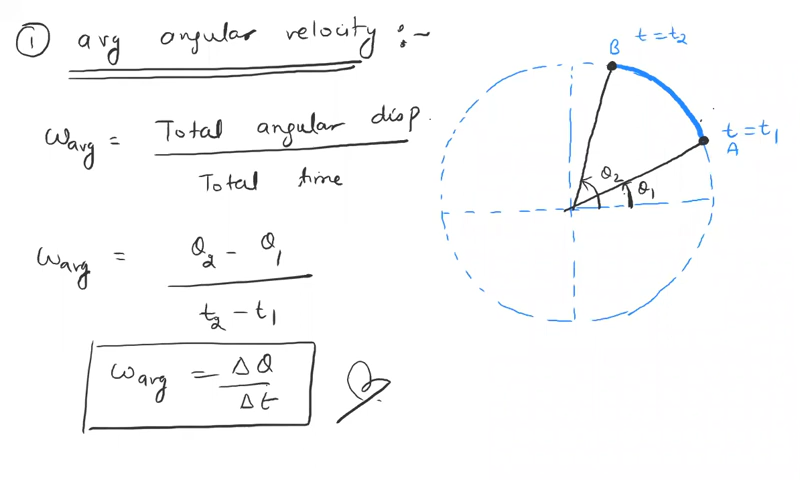 ① avg angular velocity :~
ωavg = Total angular disp.
Total time
ωavg = θ2 - θ1
t2 - t1
ωavg = Δθ
Δt
B t = t2
t = t1
A
θ2 θ1